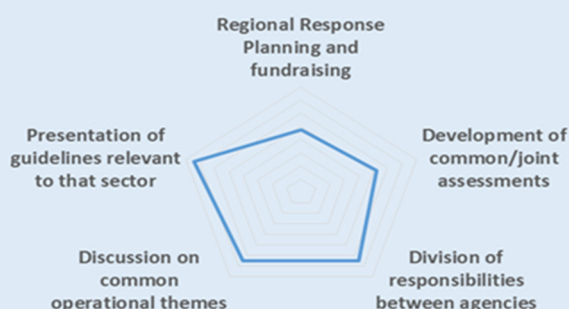 Regional Response
Planning and
fundraising
Presentation of
guidelines relevant
to that sector
Development of
common/joint
assessments
Discussion on
common
operational themes
Division of
responsibilities
between agencies